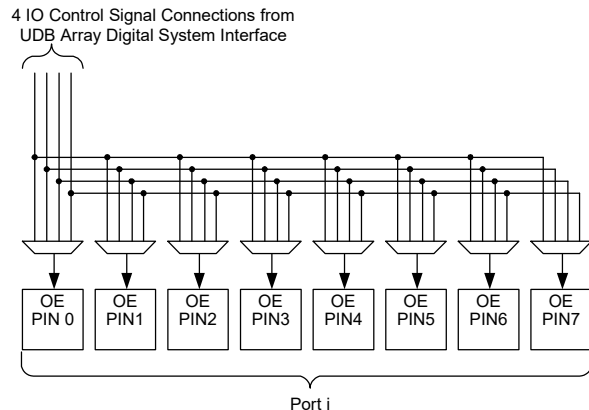 4 IO Control Signal Connections from
UDB Array Digital System Interface
OE OE OE OE OE OE OE OE
PIN 0 PIN1 PIN2 PIN3 PIN4 PIN5 PIN6 PIN7
Port i